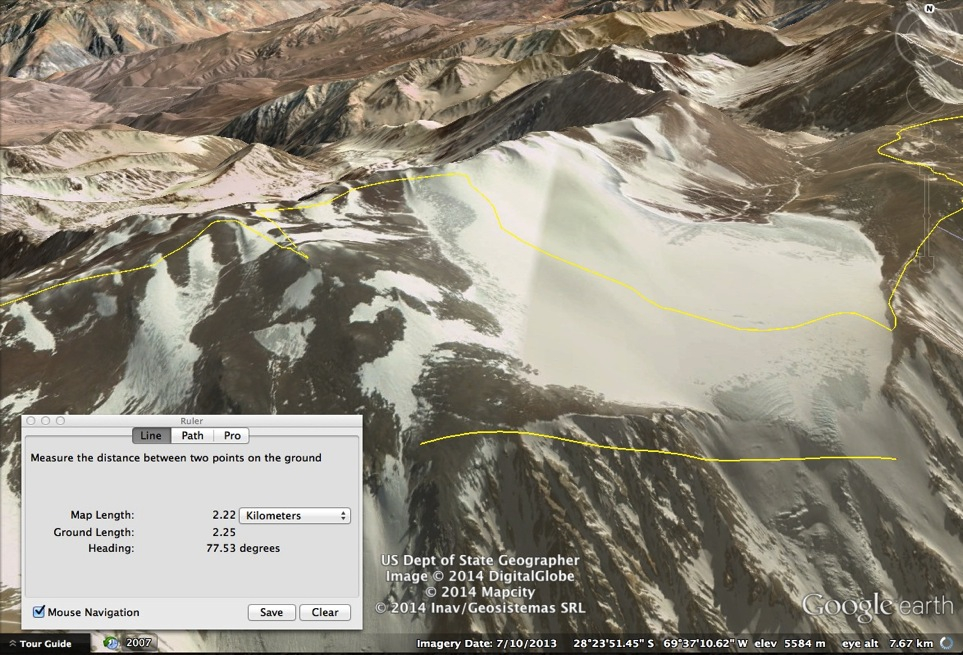 N
Ruler
Line Path Pro
Measure the distance between two points on the ground
Map Length: 2.22 Kilometers
Ground Length: 2.25
Heading: 77.53 degrees
Mouse Navigation Save Clear
US Dept of State Geographer
Image © 2014 DigitalGlobe
© 2014 Mapcity
© 2014 Inav/Geosistemas SRL
Google earth
Tour Guide 2007 Imagery Date: 7/10/2013 28°23'51.45" S 69°37'10.62" W elev 5584 m eye alt 7.67 km